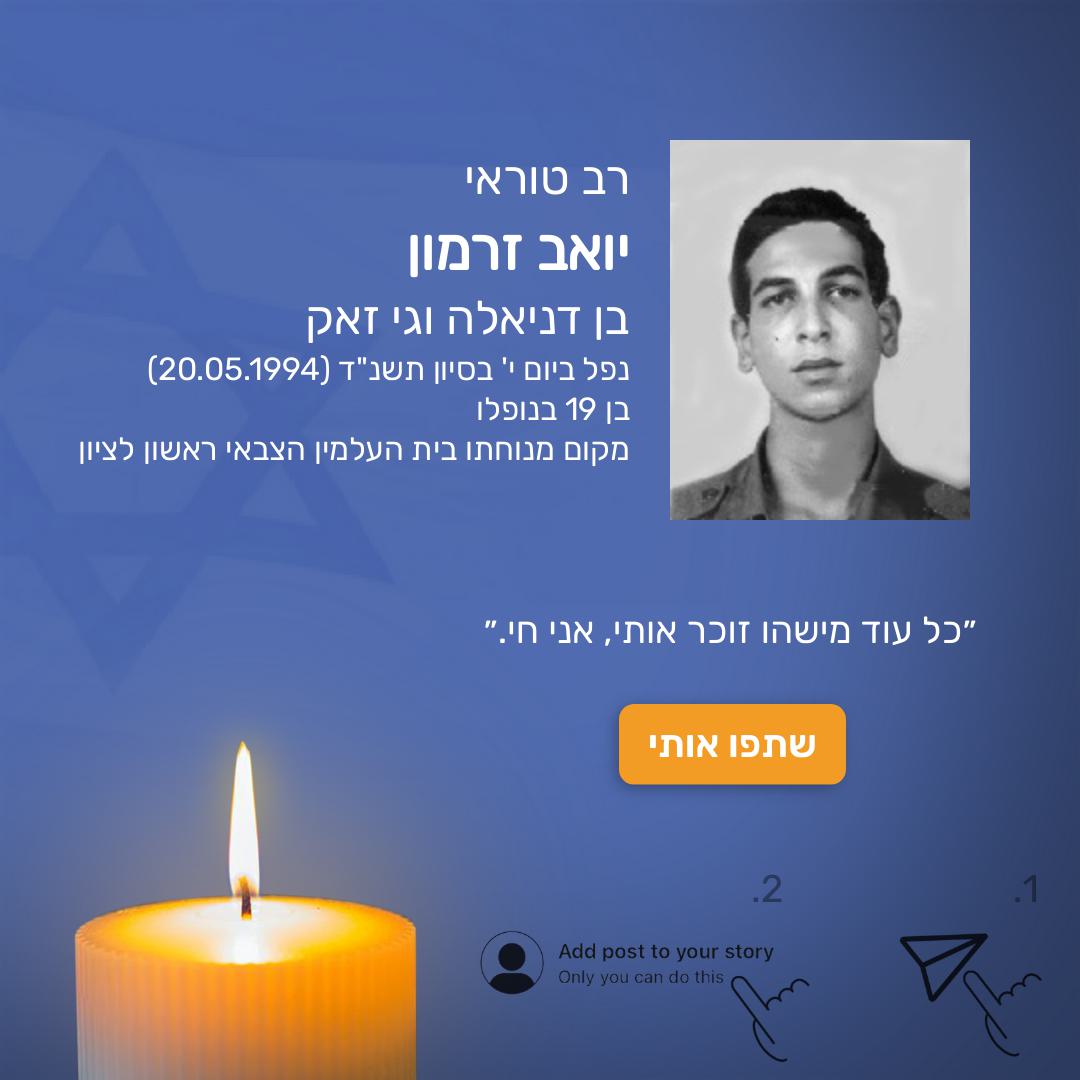 רב טוראי
יואב זרמון
בן דניאלה וגי זאק
נפל ביום י' בסיון תשנ"ד (20.05.1994)
בן 19 בנופלו
מקום מנוחתו בית העלמין הצבאי ראשון לציון
״כל עוד מישהו זוכר אותי, אני חי.״
שתפו אותי
.1
.2
Add post to your story
Only you can do this